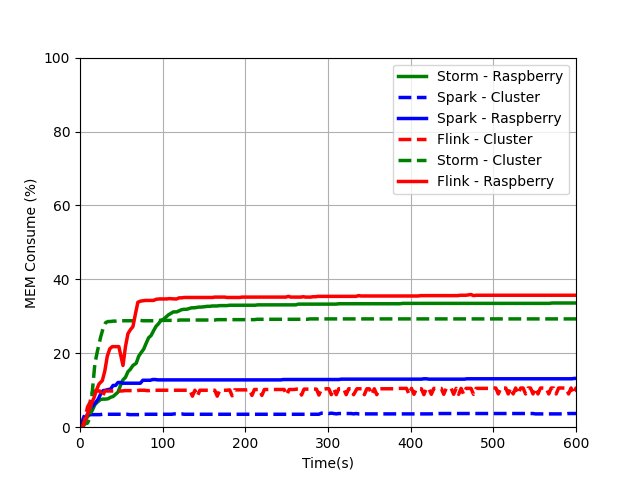 100
80
60
40
20
0
MEM Consume (%)
Storm - Raspberry
Spark - Cluster
Spark - Raspberry
Flink - Cluster
Storm - Cluster
Flink - Raspberry
0 100 200 300 400 500 600
Time(s)